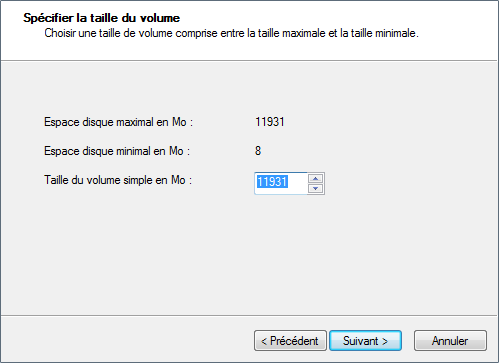 Spécifier la taille du volume
Choisir une taille de volume comprise entre la taille maximale et la taille minimale.
Espace disque maximal en Mo : 11931
Espace disque minimal en Mo : 8
Taille du volume simple en Mo : 11931
< Précédent Suivant > Annuler